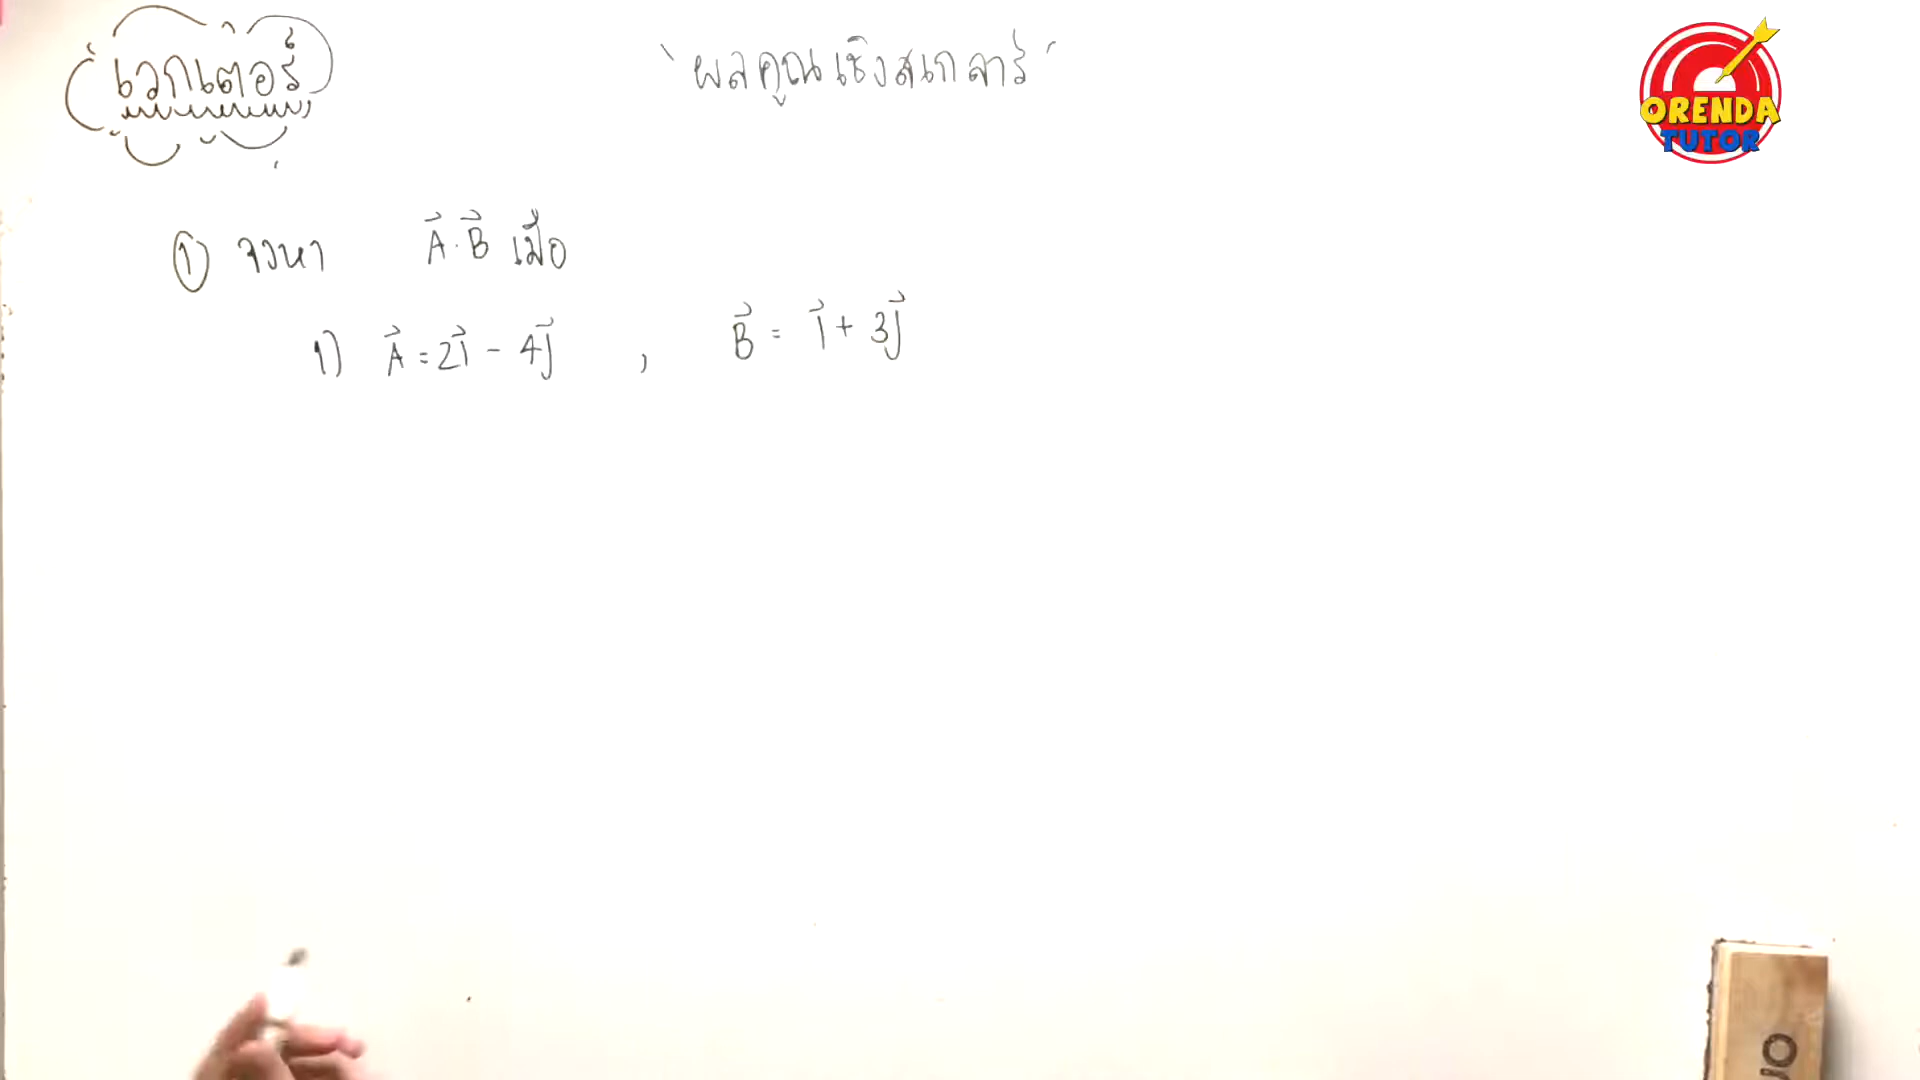 เวกเตอร์
"ผลคูณเชิงสเกลาร์"
ORENDA
TUTOR
① จงหา A⃗·B⃗ เมื่อ
1) A⃗ = 2i⃗ - 4j⃗ , B⃗ = i⃗ + 3j⃗